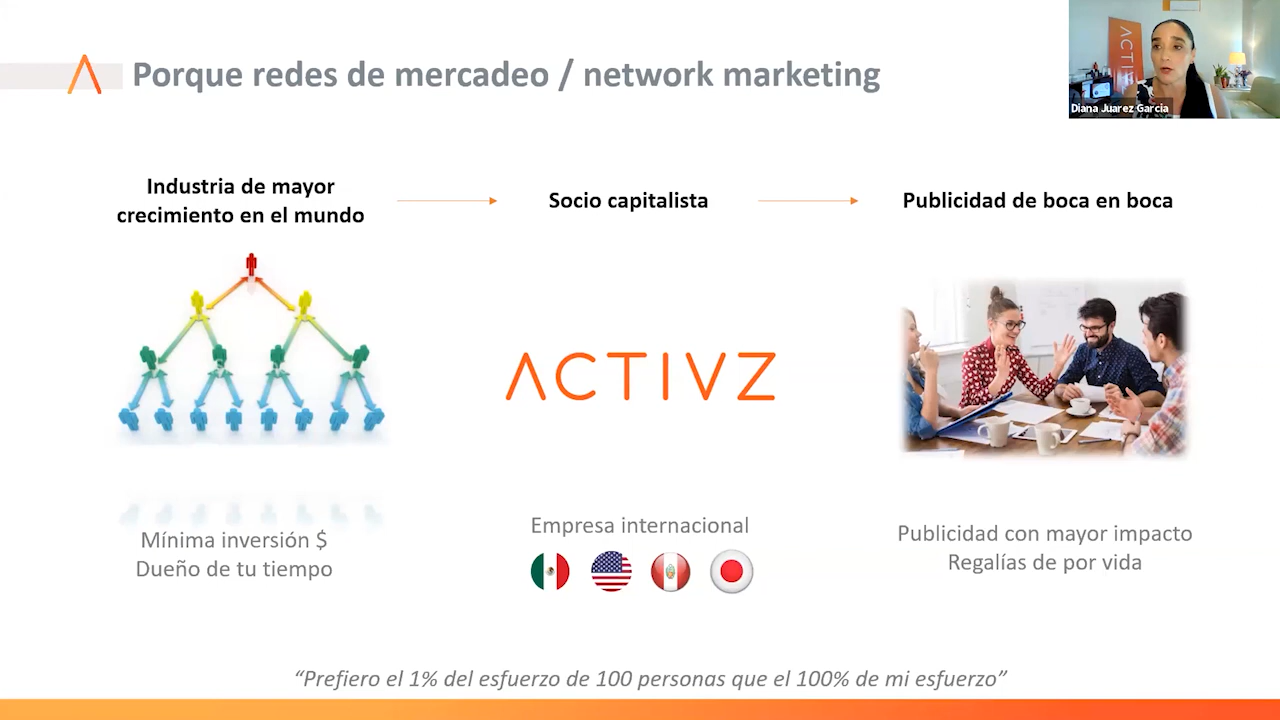 Porque redes de mercadeo / network marketing
Diana Juarez Garcia
ACTIVZ
Industria de mayor
crecimiento en el mundo
Socio capitalista
Publicidad de boca en boca
ACTIVZ
Mínima inversión $
Dueño de tu tiempo
Empresa internacional
Publicidad con mayor impacto
Regalías de por vida
“Prefiero el 1% del esfuerzo de 100 personas que el 100% de mi esfuerzo”